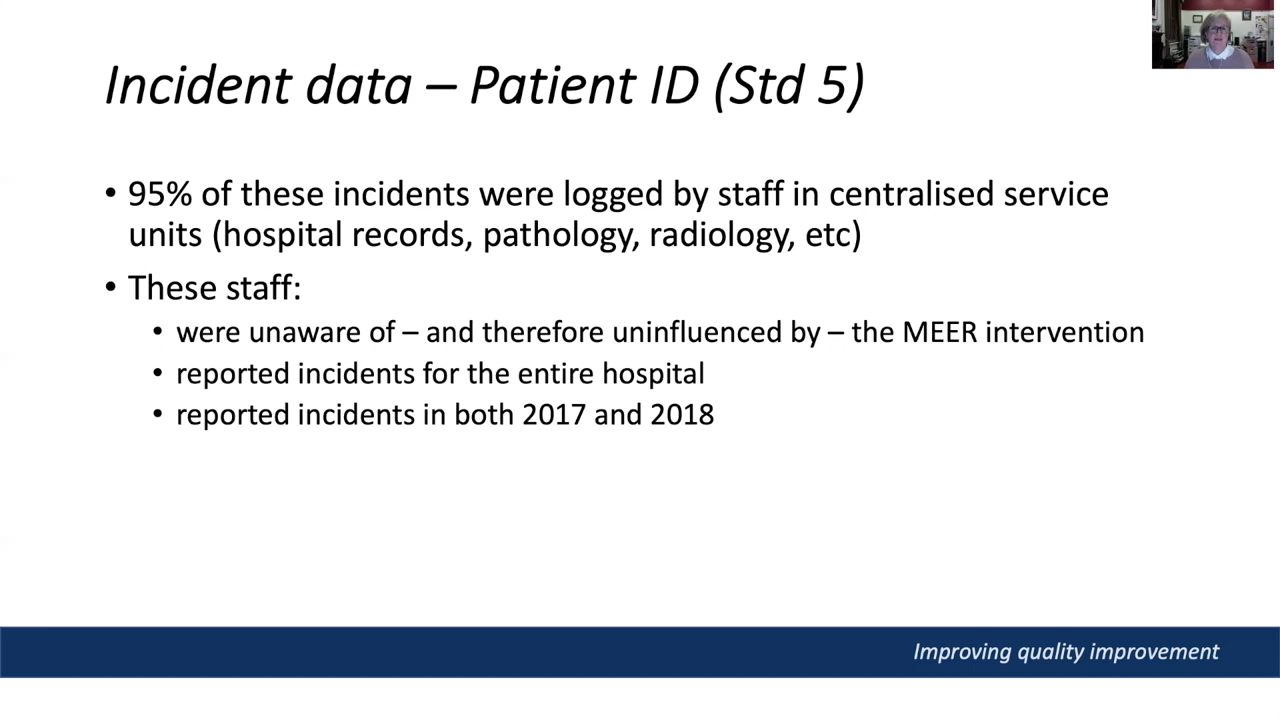 Incident data – Patient ID (Std 5)
• 95% of these incidents were logged by staff in centralised service
units (hospital records, pathology, radiology, etc)
• These staff:
• were unaware of – and therefore uninfluenced by – the MEER intervention
• reported incidents for the entire hospital
• reported incidents in both 2017 and 2018
Improving quality improvement